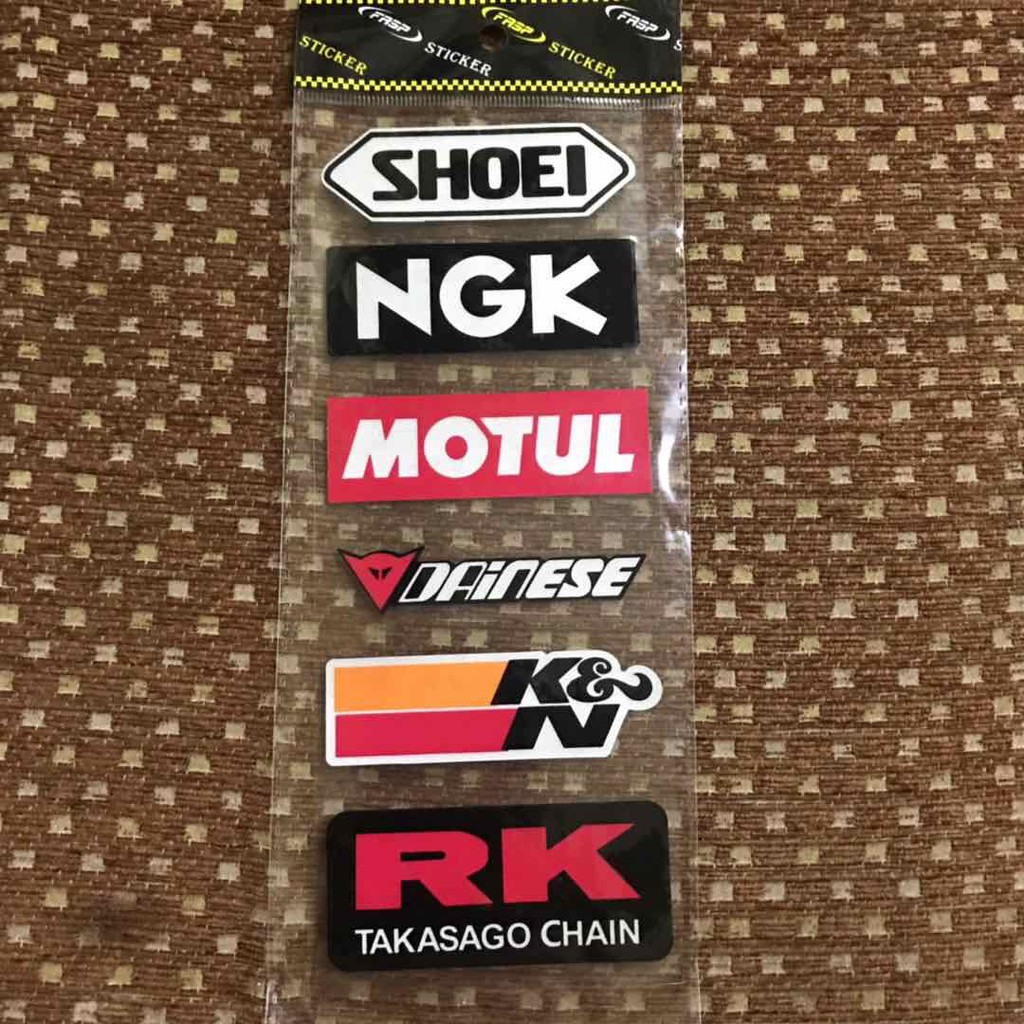 FASP FASP FASP
STICKER STICKER STICKER S
SHOEI
NGK
MOTUL
DAiNESE
K&
N
RK
TAKASAGO CHAIN